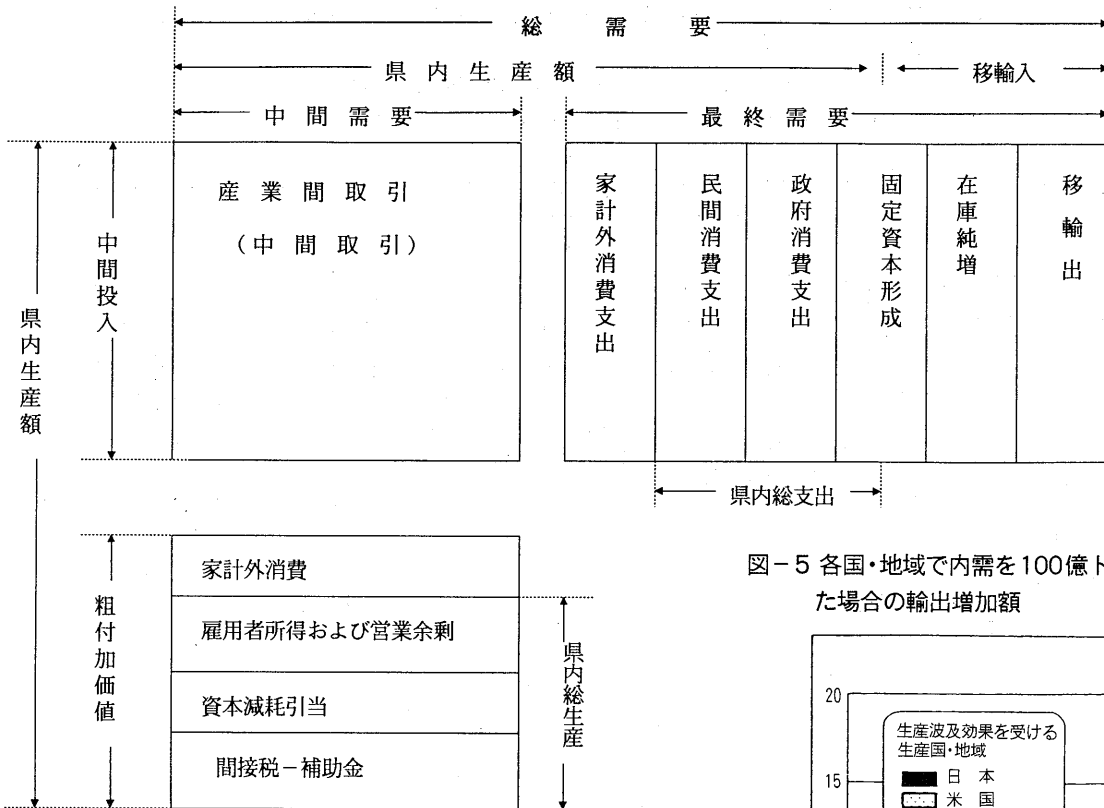 総需要
県内生産額
移輸入
中間需要
最終需要
県内生産額
中間投入
産業間取引
（中間取引）
家計外消費支出
民間消費支出
政府消費支出
固定資本形成
在庫純増
移輸出
県内総支出
粗付加価値
家計外消費
雇用者所得および営業余剰
資本減耗引当
間接税－補助金
県内総生産
図－5 各国・地域で内需を100億ド
た場合の輸出増加額
20
15
生産波及効果を受ける
生産国・地域
日本
米国